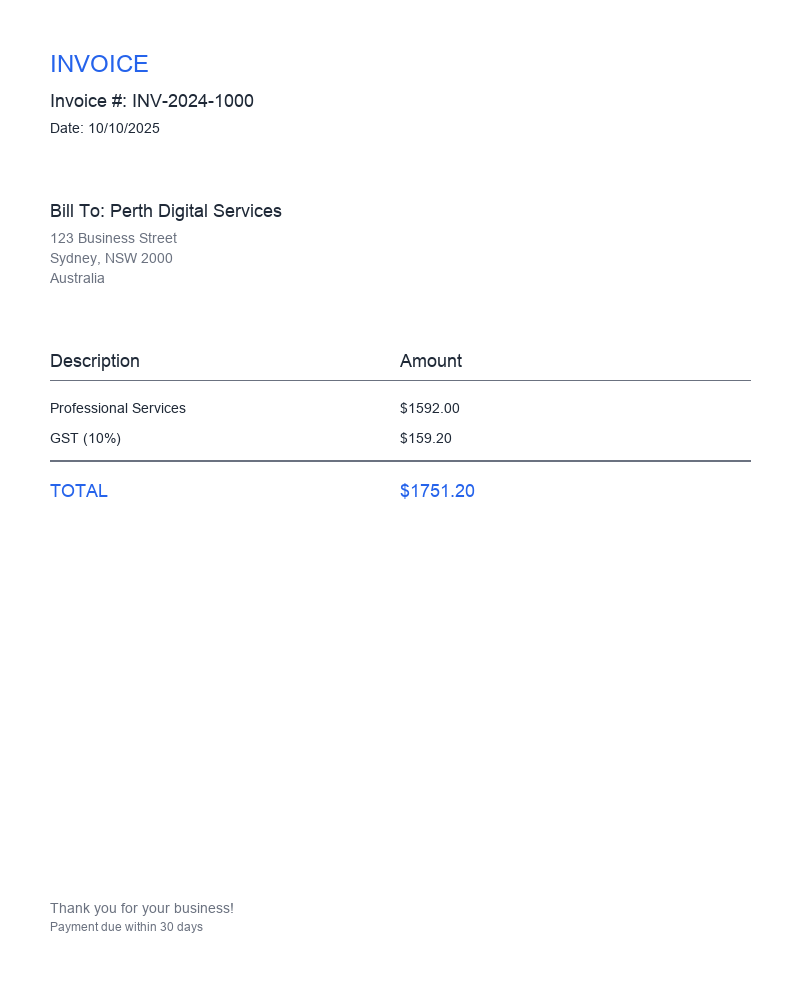 INVOICE
Invoice #: INV-2024-1000
Date: 10/10/2025
Bill To: Perth Digital Services
123 Business Street
Sydney, NSW 2000
Australia
Description Amount
Professional Services $1592.00
GST (10%) $159.20
TOTAL $1751.20
Thank you for your business!
Payment due within 30 days